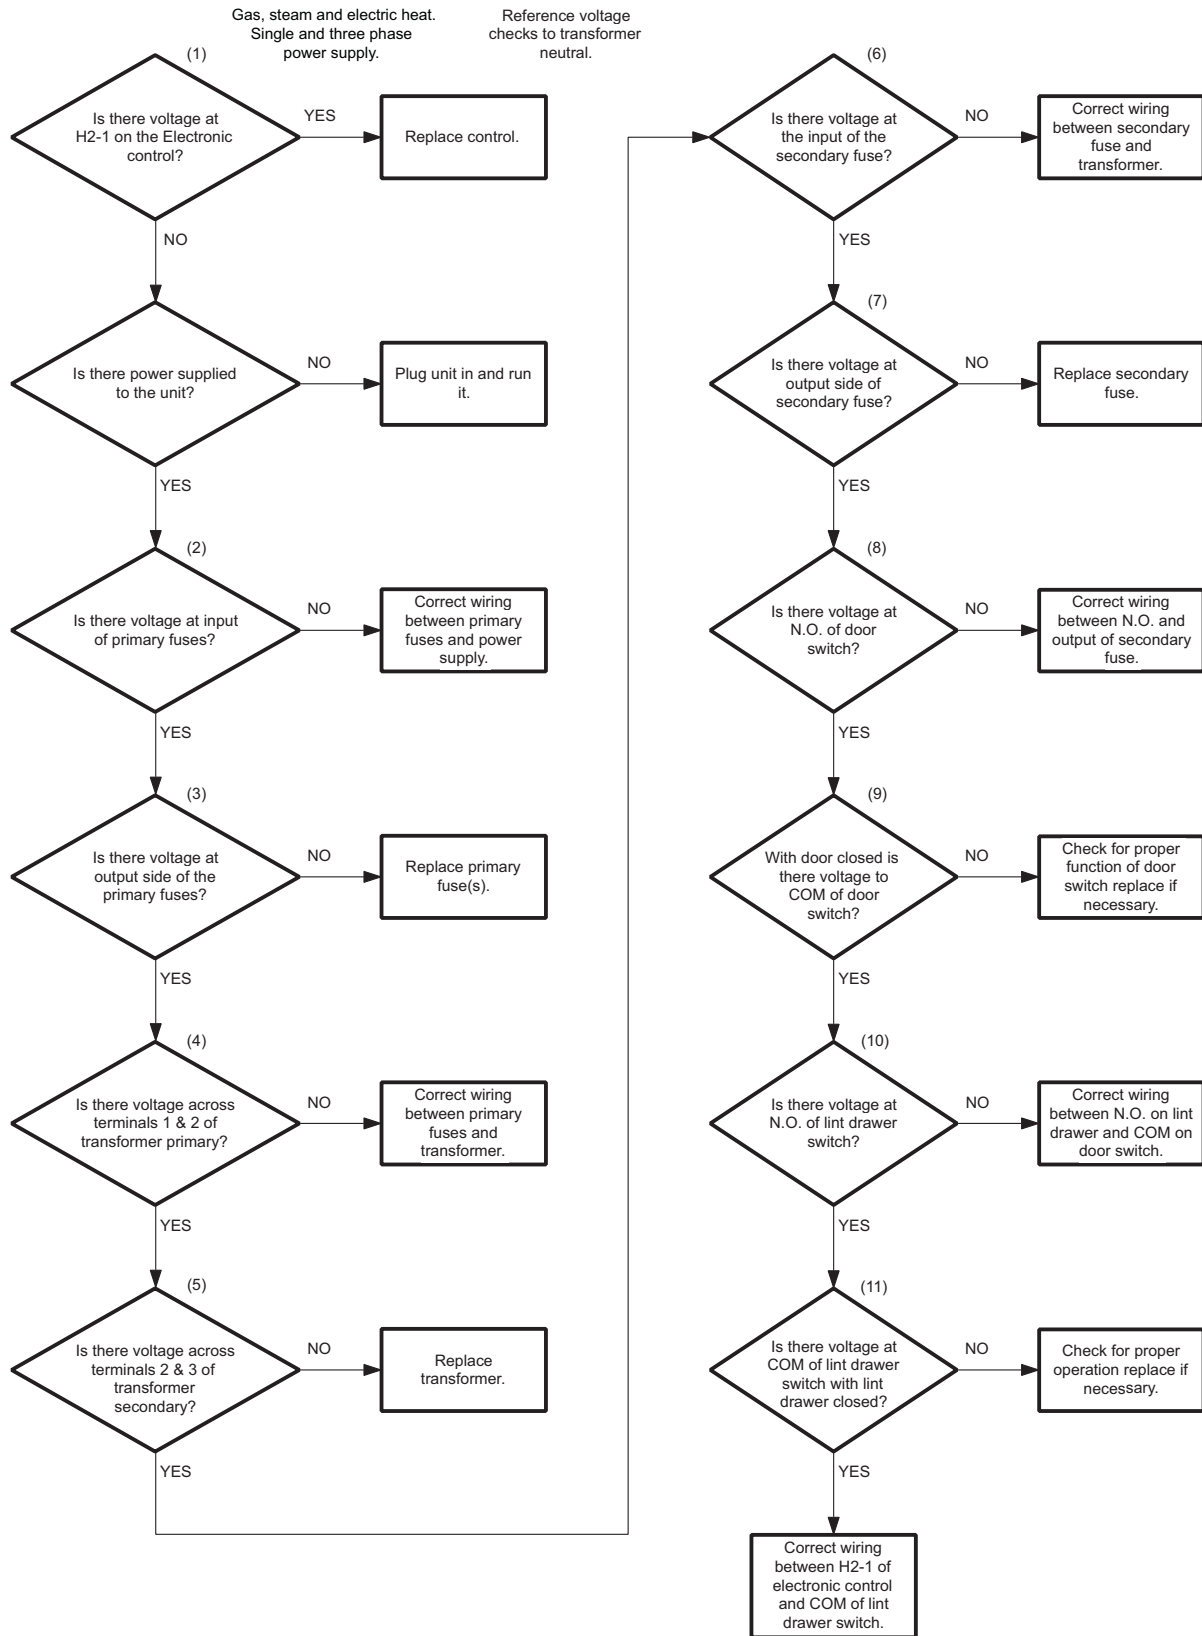 Gas, steam and electric heat.
Single and three phase
power supply.
Reference voltage
checks to transformer
neutral.
(1)
Is there voltage at
H2-1 on the Electronic
control?
YES
Replace control.
NO
Is there power supplied
to the unit?
NO
Plug unit in and run
it.
YES
(2)
Is there voltage at input
of primary fuses?
NO
Correct wiring
between primary
fuses and power
supply.
YES
(3)
Is there voltage at
output side of the
primary fuses?
NO
Replace primary
fuse(s).
YES
(4)
Is there voltage across
terminals 1 & 2 of
transformer primary?
NO
Correct wiring
between primary
fuses and
transformer.
YES
(5)
Is there voltage across
terminals 2 & 3 of
transformer
secondary?
NO
Replace
transformer.
YES
(6)
Is there voltage at
the input of the
secondary fuse?
NO
Correct wiring
between secondary
fuse and
transformer.
YES
(7)
Is there voltage at
output side of
secondary fuse?
NO
Replace secondary
fuse.
YES
(8)
Is there voltage at
N.O. of door
switch?
NO
Correct wiring
between N.O. and
output of secondary
fuse.
YES
(9)
With door closed is
there voltage to
COM of door
switch?
NO
Check for proper
function of door
switch replace if
necessary.
YES
(10)
Is there voltage at
N.O. of lint drawer
switch?
NO
Correct wiring
between N.O. on lint
drawer and COM on
door switch.
YES
(11)
Is there voltage at
COM of lint drawer
switch with lint
drawer closed?
NO
Check for proper
operation replace if
necessary.
YES
Correct wiring
between H2-1 of
electronic control
and COM of lint
drawer switch.